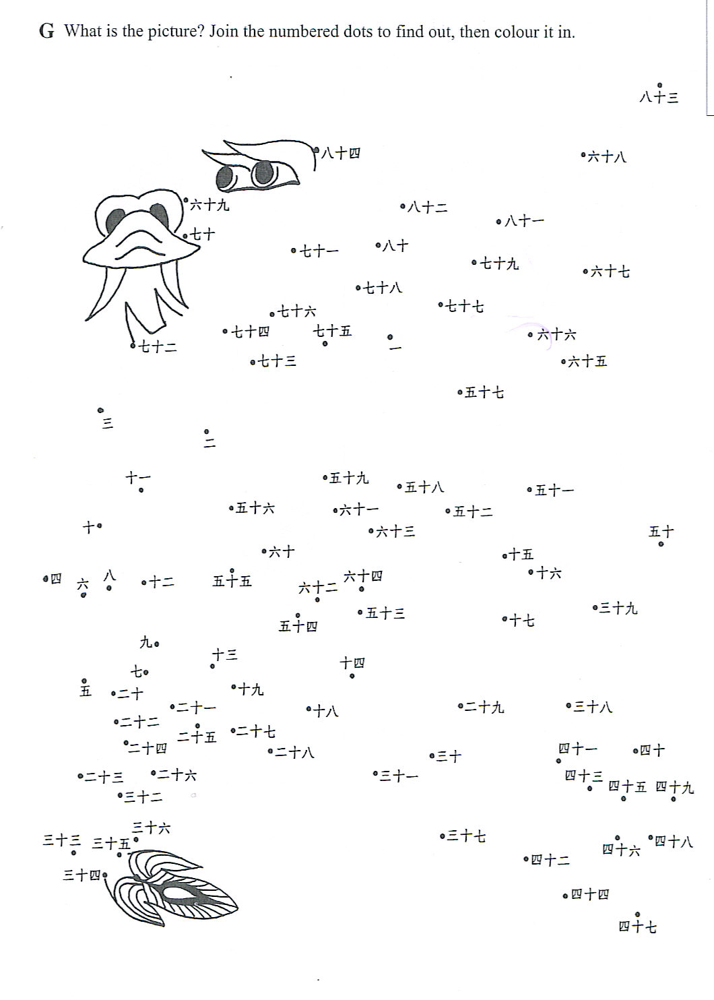 G What is the picture? Join the numbered dots to find out, then colour it in.
八十三
八十四
六十八
六十九
八十二
八十一
七十
七十一
八十
七十九
六十七
七十八
七十六
七十七
七十四
七十五
一
六十六
七十二
七十三
六十五
五十七
三
二
十一
五十九
五十八
五十一
五十六
六十一
五十二
十
六十三
五十
六十
十五
四
六
八
十二
五十五
六十二
六十四
十六
五十四
五十三
十七
三十九
九
十三
十四
七
五
二十
十九
二十一
十八
二十九
三十八
二十二
二十五
二十七
二十四
二十八
三十
四十一
四十
二十三
二十六
三十一
四十三
四十五
四十九
三十二
三十三
三十五
三十六
三十七
四十六
四十八
三十四
四十二
四十四
四十七